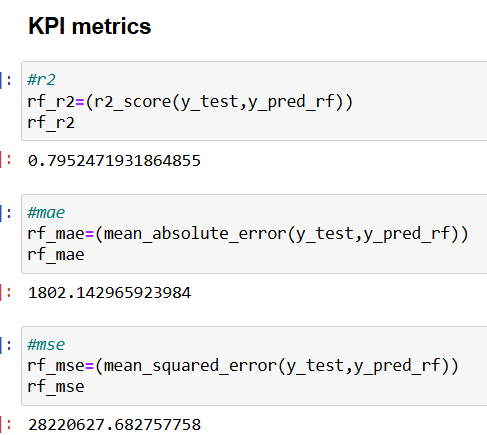 KPI metrics
]:
#r2
rf_r2=(r2_score(y_test,y_pred_rf))
rf_r2
]:
0.7952471931864855
]:
#mae
rf_mae=(mean_absolute_error(y_test,y_pred_rf))
rf_mae
]:
1802.142965923984
]:
#mse
rf_mse=(mean_squared_error(y_test,y_pred_rf))
rf_mse
]:
28220627.682757758